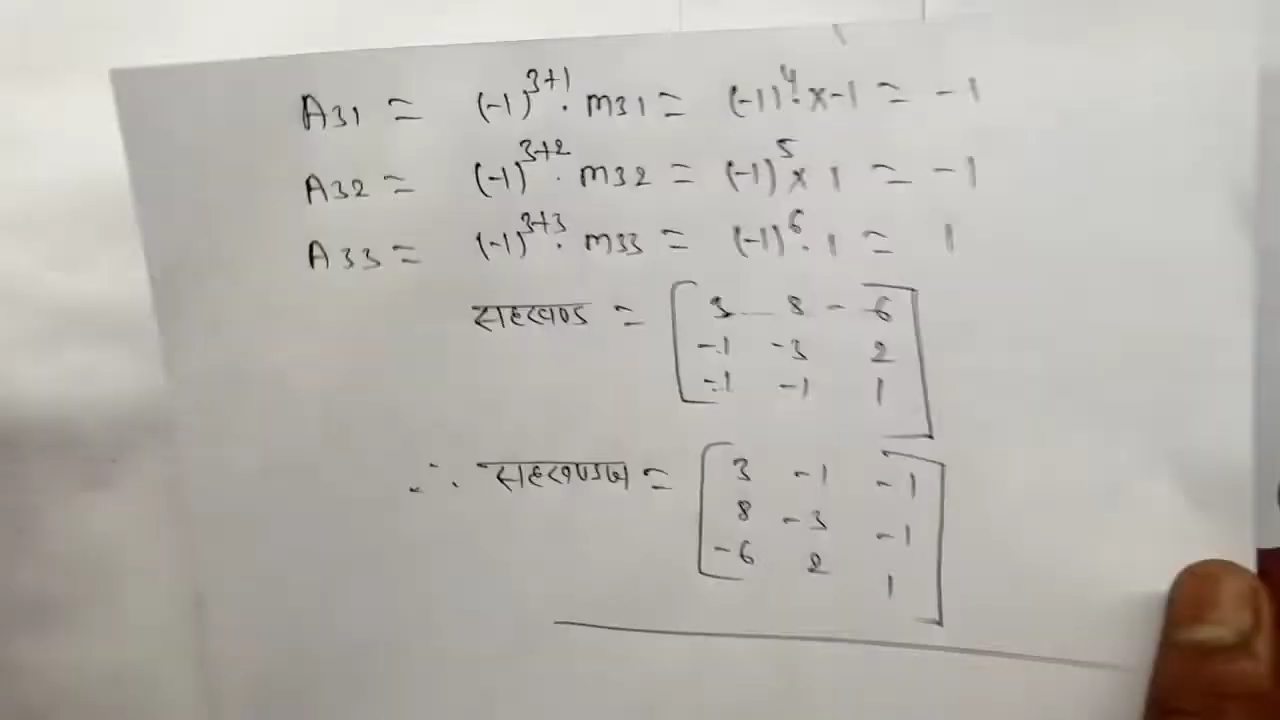 A31 = (-1)^3+1 . m31 = (-1)^4 . x -1 = -1
A32 = (-1)^3+2 . m32 = (-1)^5 x 1 = -1
A33 = (-1)^3+3 . m33 = (-1)^6 . 1 = 1
सहखण्ड = [ 3 8 -6
-1 -3 2
-1 -1 1 ]
∴ सहखण्डज = [ 3 -1 -1
8 -3 -1
-6 2 1 ]